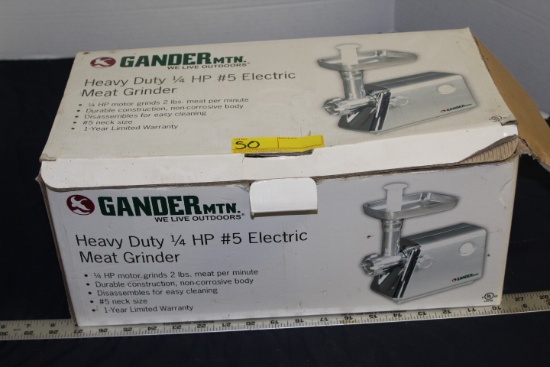 GANDER MTN.
WE LIVE OUTDOORS®
Heavy Duty ¼ HP #5 Electric
Meat Grinder
• ¼ HP motor grinds 2 lbs. meat per minute
• Durable construction, non-corrosive body
• Disassembles for easy cleaning
• #5 neck size
• 1-Year Limited Warranty
GANDER MTN.
50
GANDER MTN.
WE LIVE OUTDOORS®
Heavy Duty ¼ HP #5 Electric
Meat Grinder
• ¼ HP motor grinds 2 lbs. meat per minute
• Durable construction, non-corrosive body
• Disassembles for easy cleaning
• #5 neck size
• 1-Year Limited Warranty
GANDER MTN.